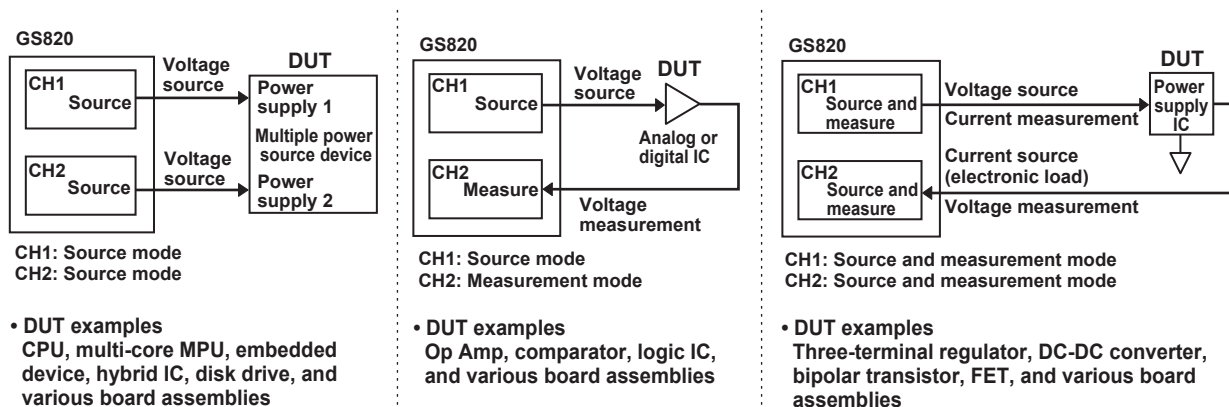 GS820
CH1
Source
CH2
Source
Voltage
source
Voltage
source
DUT
Power
supply 1
Multiple power
source device
Power
supply 2
CH1: Source mode
CH2: Source mode
• DUT examples
CPU, multi-core MPU, embedded
device, hybrid IC, disk drive, and
various board assemblies
GS820
CH1
Source
CH2
Measure
Voltage
source
DUT
Analog or
digital IC
Voltage
measurement
CH1: Source mode
CH2: Measurement mode
• DUT examples
Op Amp, comparator, logic IC,
and various board assemblies
GS820
CH1
Source and
measure
CH2
Source and
measure
Voltage source
Current measurement
Current source
(electronic load)
Voltage measurement
DUT
Power
supply
IC
CH1: Source and measurement mode
CH2: Source and measurement mode
• DUT examples
Three-terminal regulator, DC-DC converter,
bipolar transistor, FET, and various board
assemblies